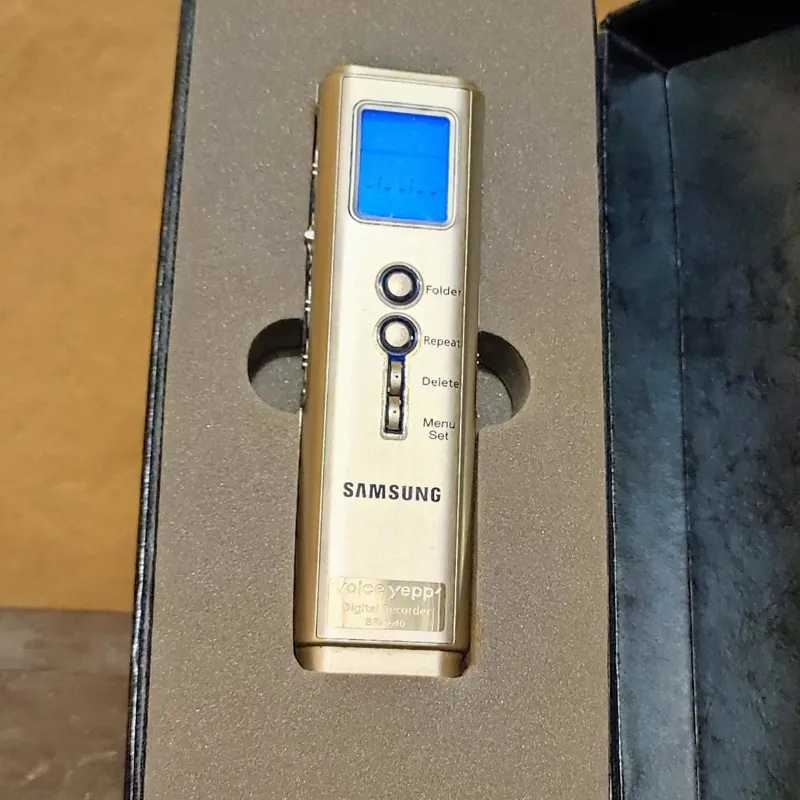 Folder
Repeat
Delete
Menu
Set
SAMSUNG
voice yepp
Digital Recorder